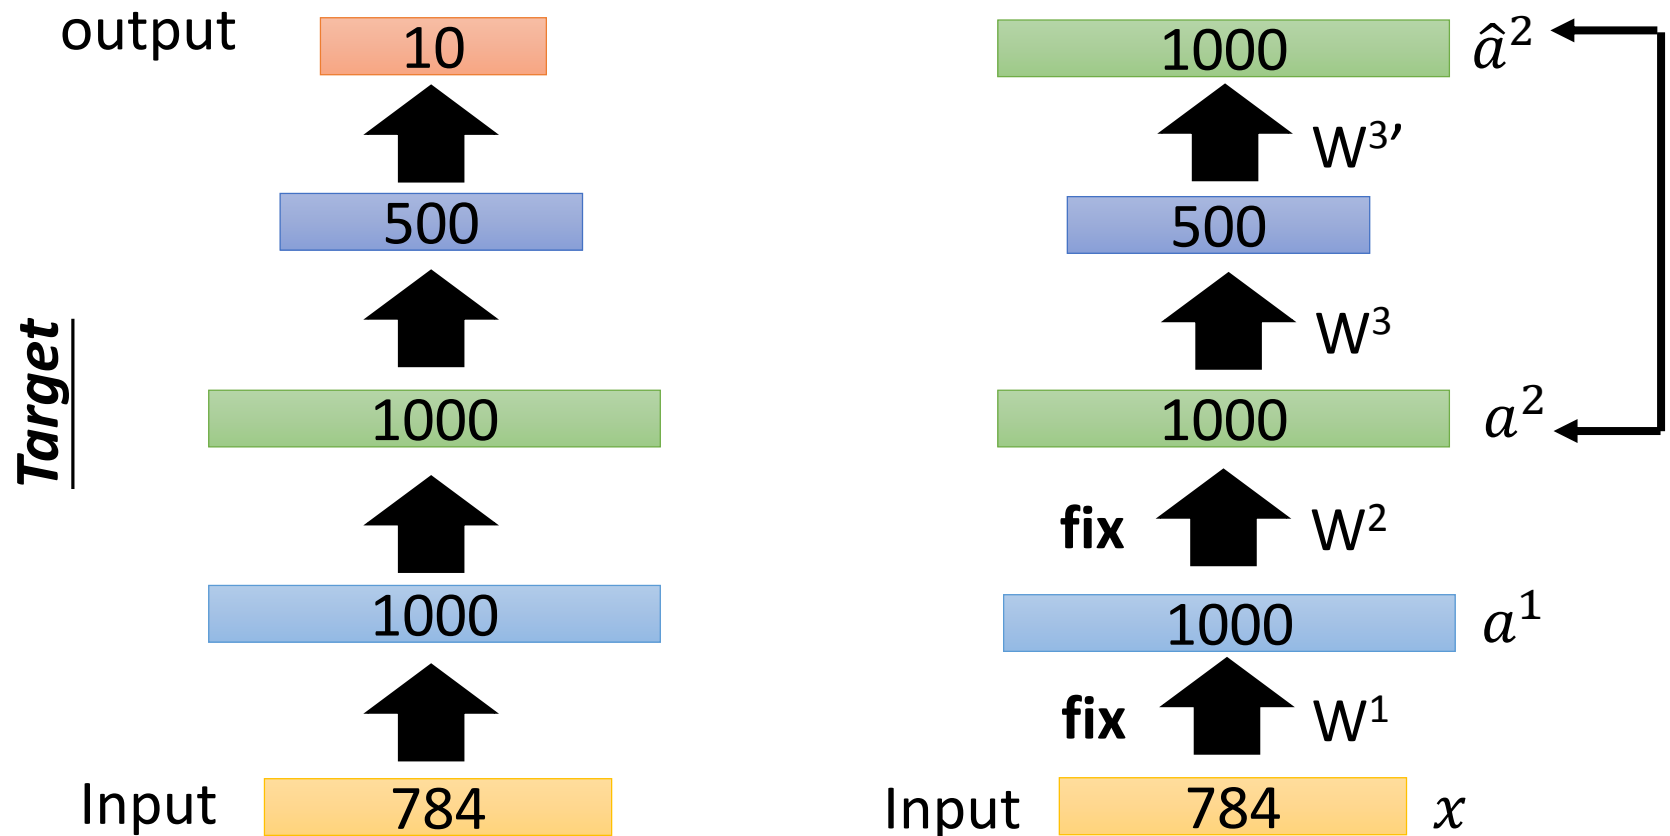 output
10
500
Target
1000
1000
Input
784
1000
â²
W³’
500
W³
1000
a²
fix
W²
1000
a¹
fix
W¹
Input
784
x